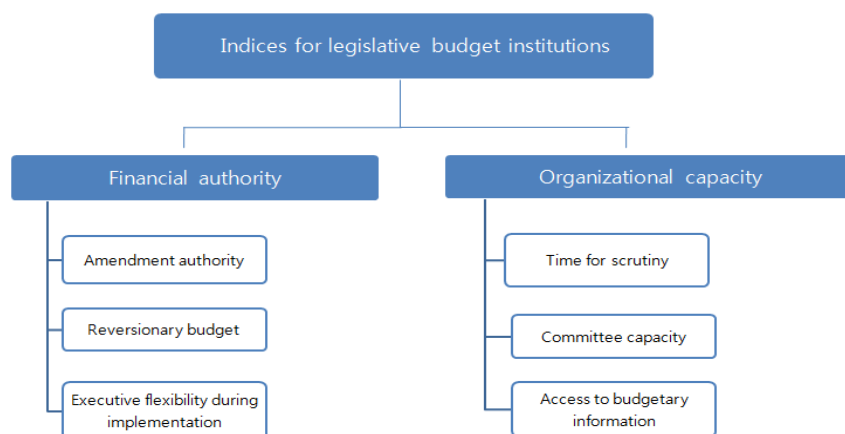 Indices for legislative budget institutions
Financial authority
Amendment authority
Reversionary budget
Executive flexibility during
implementation
Organizational capacity
Time for scrutiny
Committee capacity
Access to budgetary
information